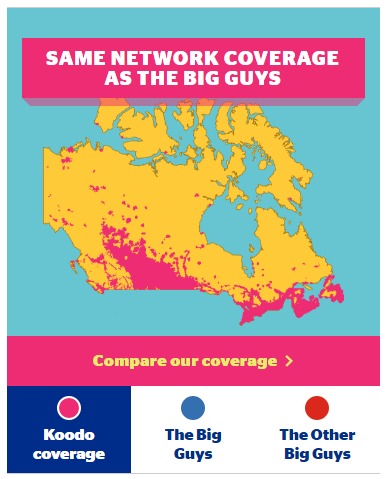 SAME NETWORK COVERAGE
AS THE BIG GUYS
Compare our coverage >
Koodo
coverage
The Big
Guys
The Other
Big Guys